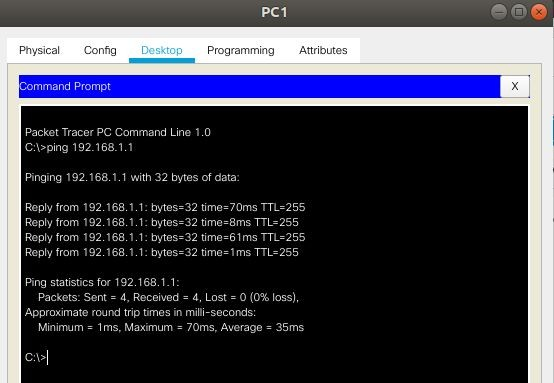 PC1
Physical Config Desktop Programming Attributes
Command Prompt X
Packet Tracer PC Command Line 1.0
C:\>ping 192.168.1.1
Pinging 192.168.1.1 with 32 bytes of data:
Reply from 192.168.1.1: bytes=32 time=70ms TTL=255
Reply from 192.168.1.1: bytes=32 time=8ms TTL=255
Reply from 192.168.1.1: bytes=32 time=61ms TTL=255
Reply from 192.168.1.1: bytes=32 time=1ms TTL=255
Ping statistics for 192.168.1.1:
Packets: Sent = 4, Received = 4, Lost = 0 (0% loss),
Approximate round trip times in milli-seconds:
Minimum = 1ms, Maximum = 70ms, Average = 35ms
C:\>